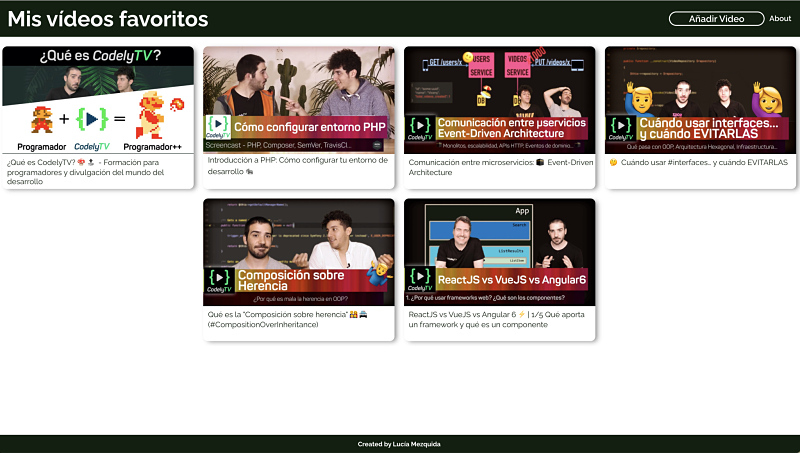 Mis vídeos favoritos
Añadir Video
About
¿Qué es CodelyTV?
Programador
CodelyTV
Programador++
¿Qué es CodelyTV? - Formación para
programadores y divulgación del mundo del
desarrollo
Cómo configurar entorno PHP
CodelyTV
Screencast - PHP, Composer, SemVer, TravisCI...
Introducción a PHP: Cómo configurar tu entorno de
desarrollo
GET /users/x
USERS
SERVICE
VIDEOS
SERVICE
PUT /videos/x
DB
Comunicación entre µservicios
Event-Driven Architecture
CodelyTV
Monolitos, escalabilidad, APIs HTTP, Eventos de dominio...
Comunicación entre microservicios: Event-Driven
Architecture
Cuándo usar interfaces...
y cuándo EVITARLAS
CodelyTV
Qué pasa con OOP, Arquitectura Hexagonal, Infraestructura...
Cuándo usar #interfaces... y cuándo EVITARLAS
Composición sobre
Herencia
CodelyTV
¿Por qué es mala la herencia en OOP?
Qué es la "Composición sobre herencia"
(#CompositionOverInheritance)
App
Search
ListResults
ListItem
ReactJS vs VueJS vs Angular6
CodelyTV
1. ¿Por qué usar frameworks web? ¿Qué son los componentes?
ReactJS vs VueJS vs Angular 6 ⚡ | 1/5 Qué aporta
un framework y qué es un componente
Created by Lucía Mezquida